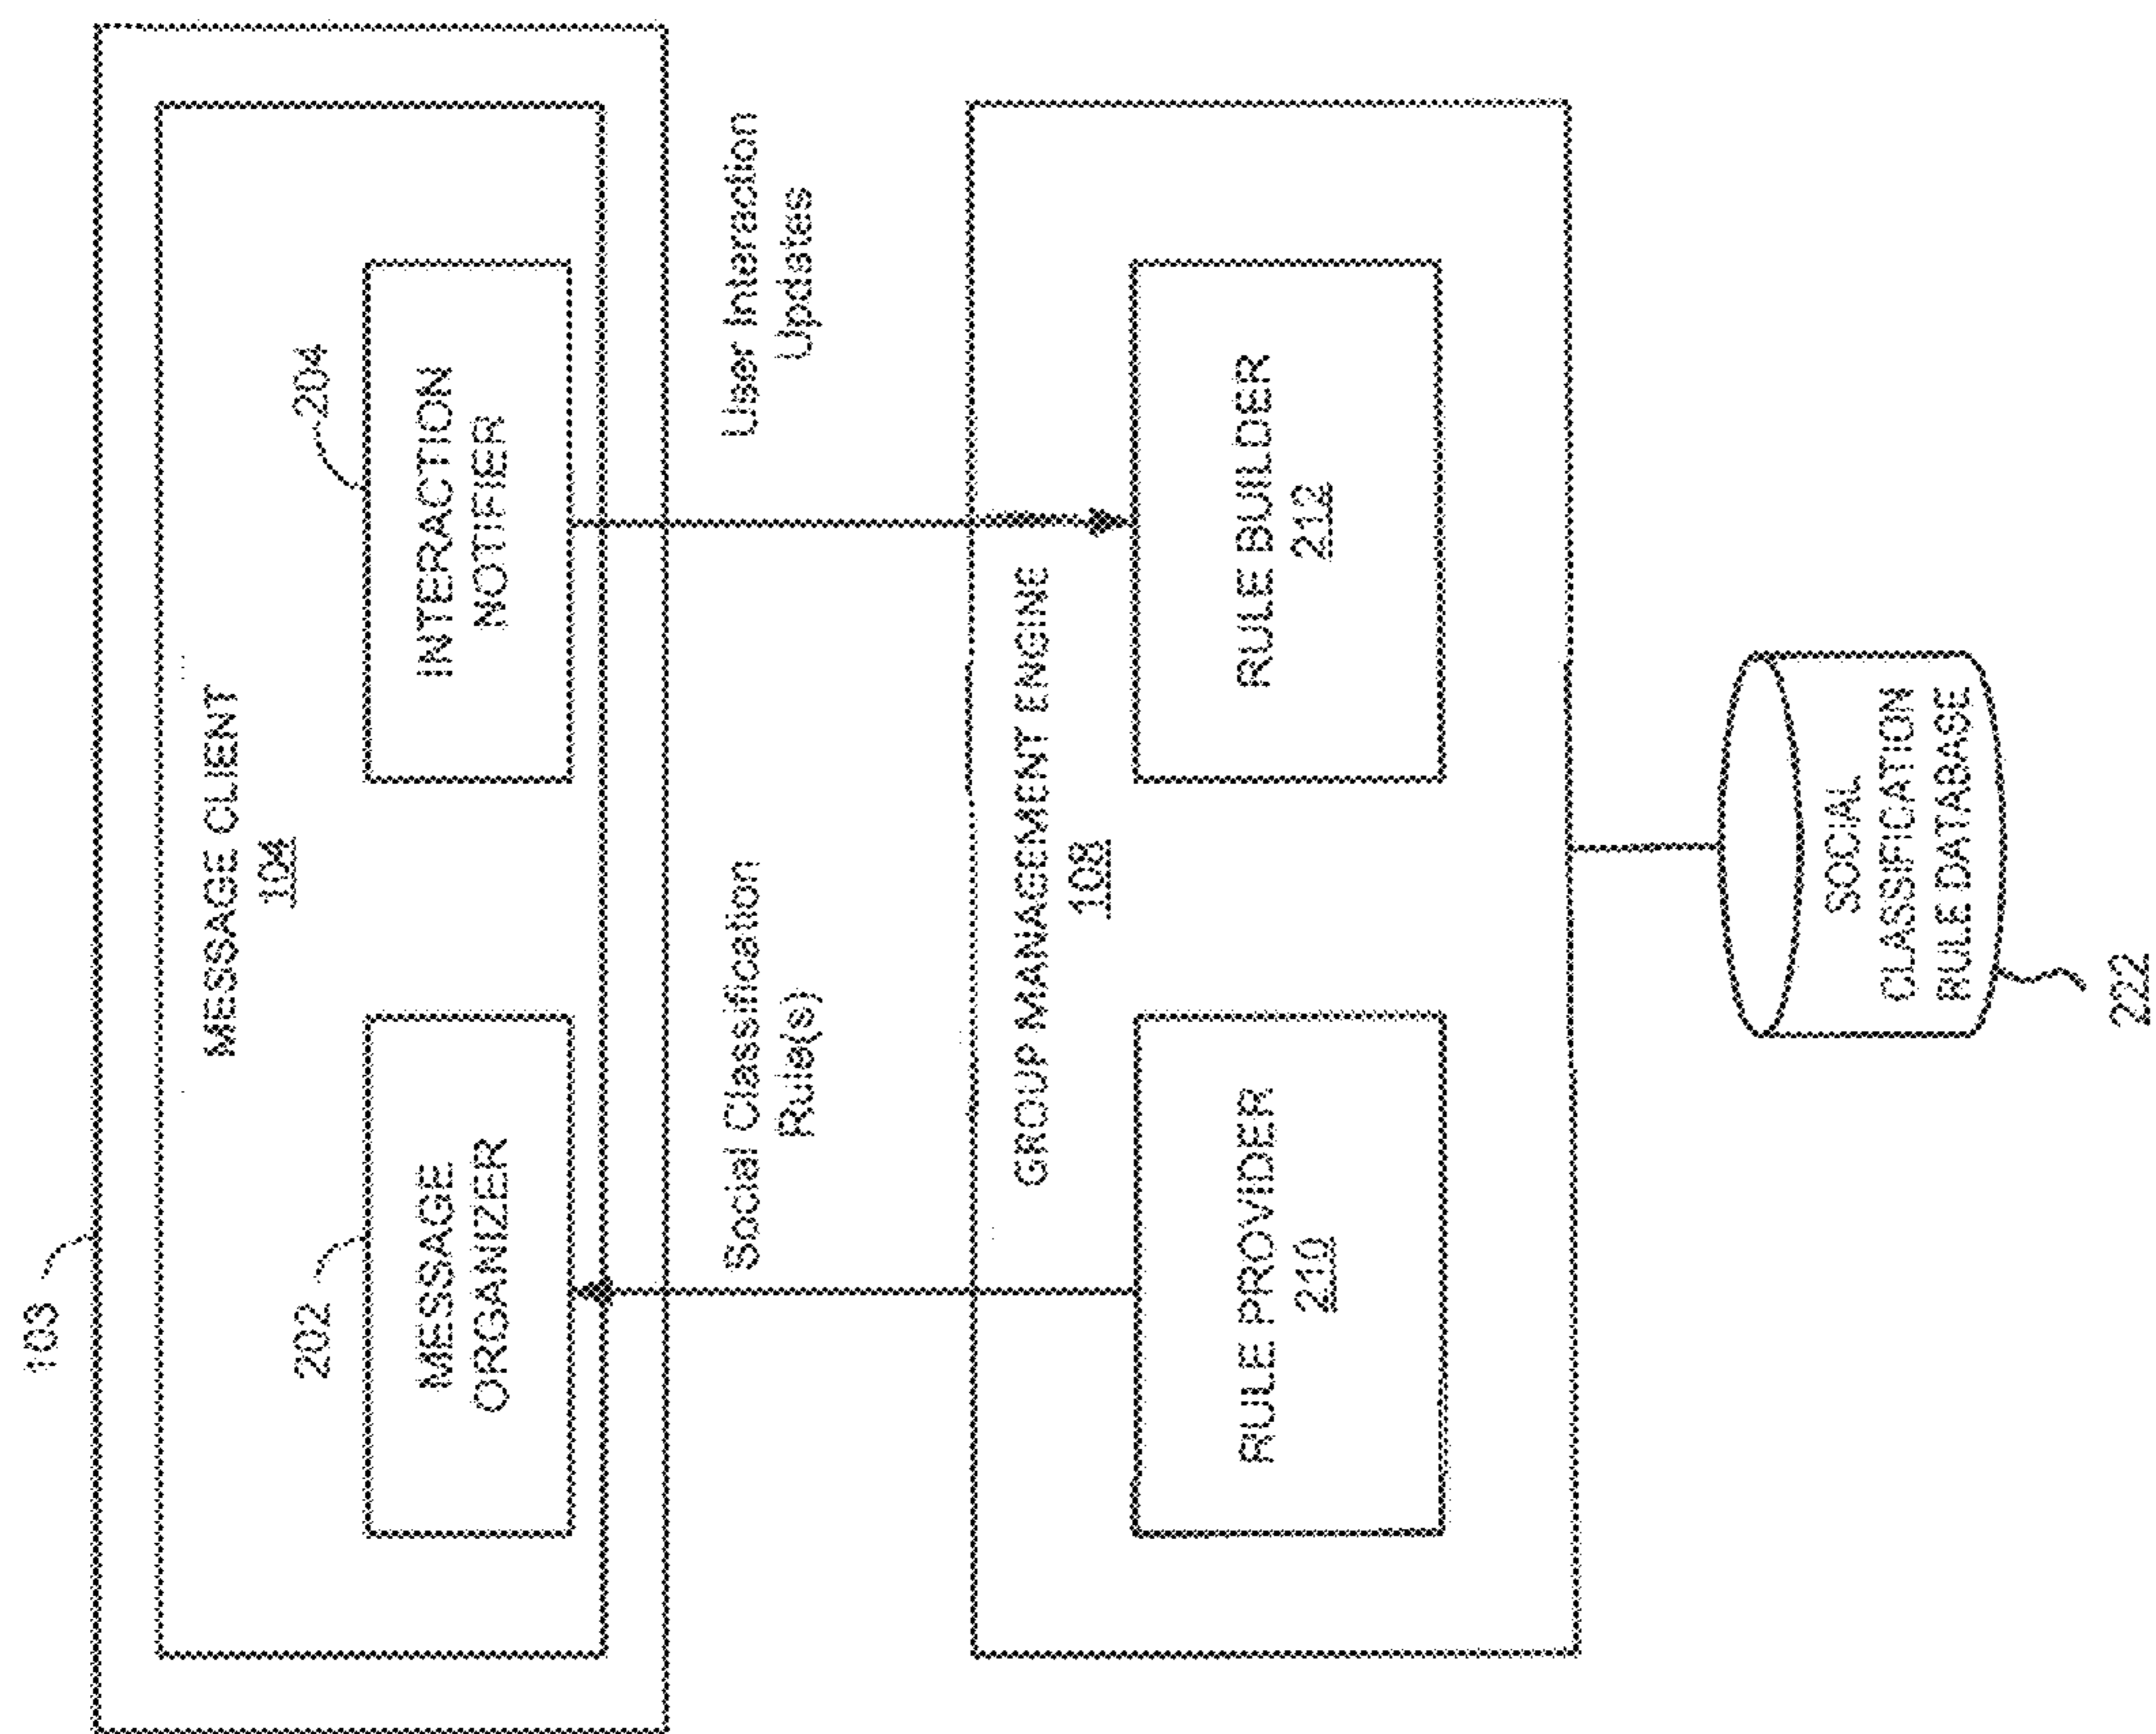 103
MESSAGE CLIENT
104
202
MESSAGE
ORGANIZER
204
INTERACTION
NOTIFIER
Social Classification
Rule(s)
User Interaction
Updates
GROUP MANAGEMENT ENGINE
108
RULE PROVIDER
210
RULE BUILDER
212
SOCIAL
CLASSIFICATION
RULE DATABASE
222